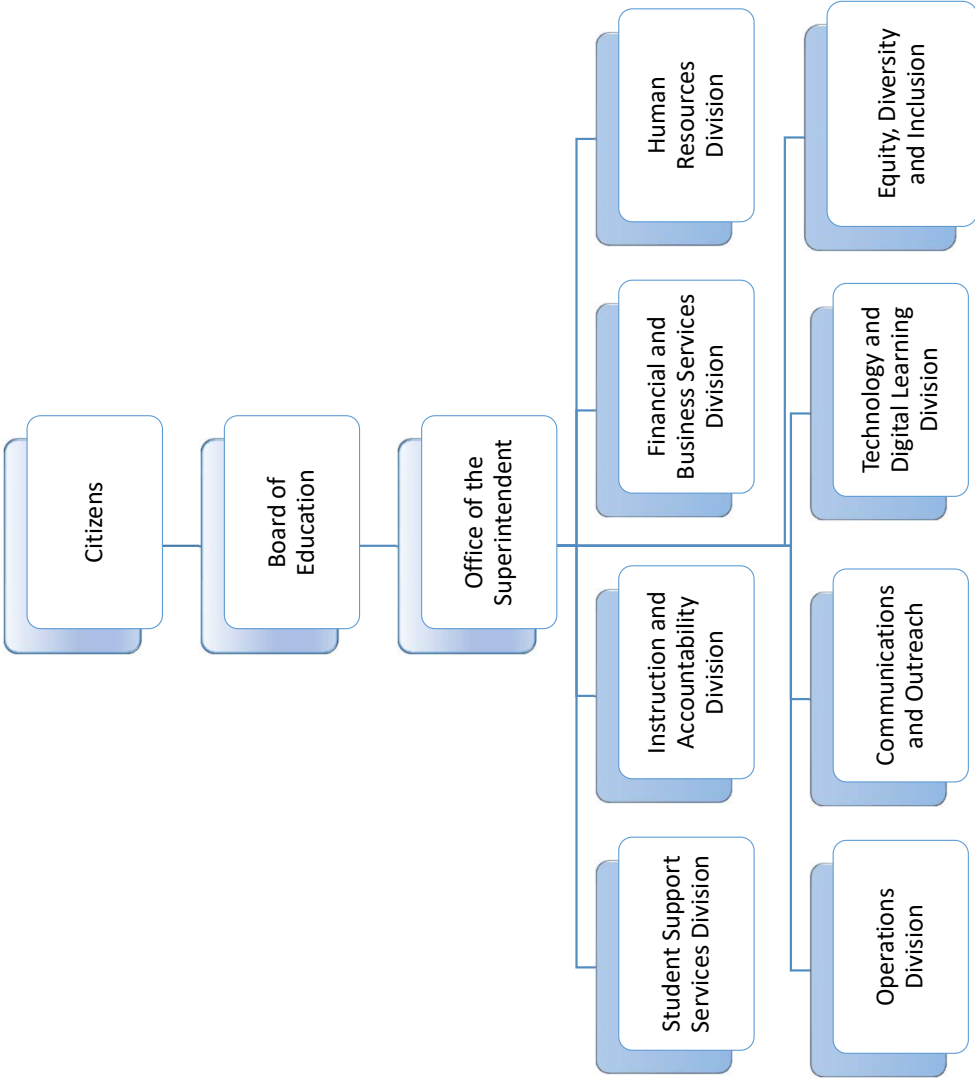 Citizens
Board of
Education
Office of the
Superintendent
Student Support
Services Division
Instruction and
Accountability
Division
Financial and
Business Services
Division
Human
Resources
Division
Operations
Division
Communications
and Outreach
Technology and
Digital Learning
Division
Equity, Diversity
and Inclusion